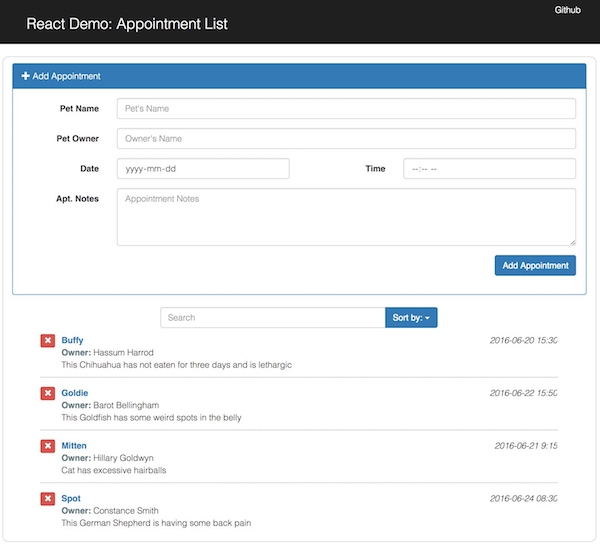 Github
React Demo: Appointment List
Add Appointment
Pet Name Pet's Name
Pet Owner Owner's Name
Date yyyy-mm-dd Time --:-- --
Apt. Notes Appointment Notes
Add Appointment
Search Sort by:
Buffy 2016-06-20 15:30
Owner: Hassum Harrod
This Chihuahua has not eaten for three days and is lethargic
Goldie 2016-06-22 15:50
Owner: Barot Bellingham
This Goldfish has some weird spots in the belly
Mitten 2016-06-21 9:15
Owner: Hillary Goldwyn
Cat has excessive hairballs
Spot 2016-06-24 08:30
Owner: Constance Smith
This German Shepherd is having some back pain